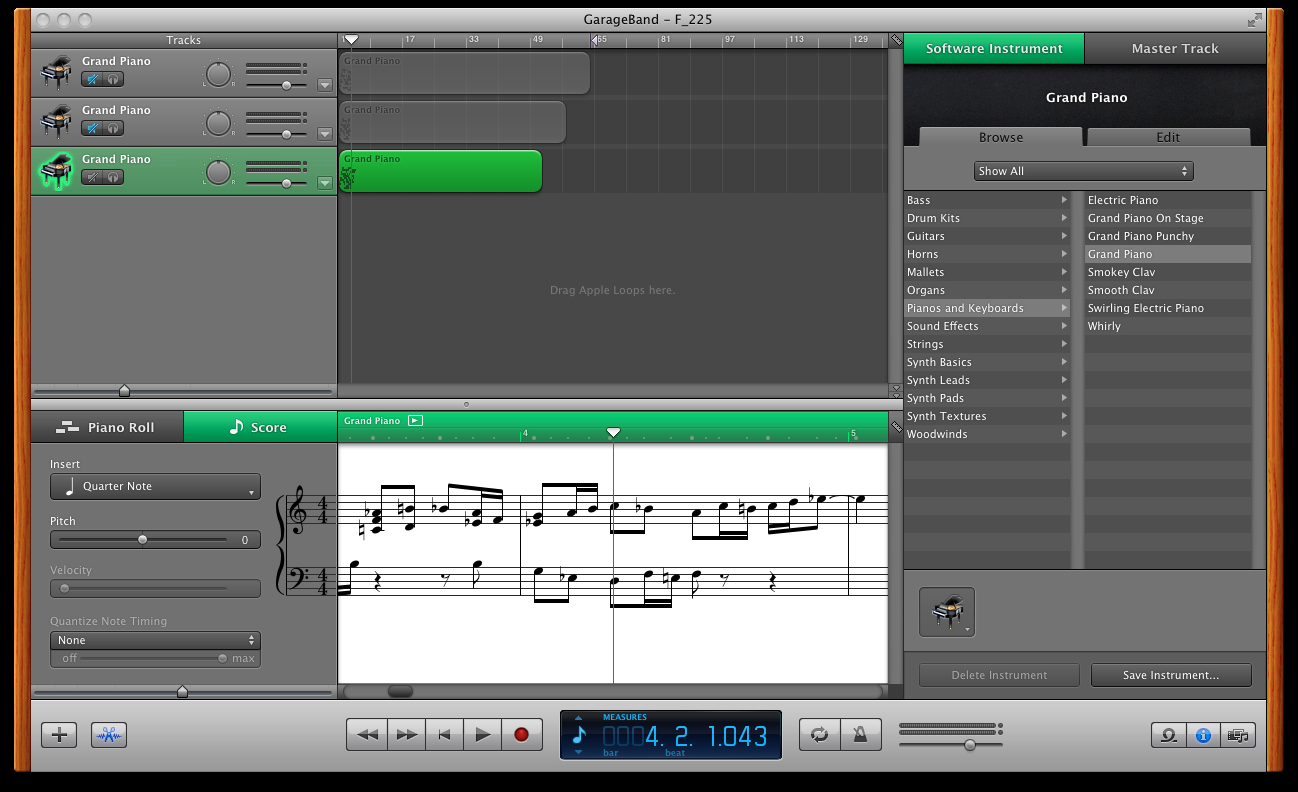 GarageBand – F_225
Tracks
17 33 49 65 81 97 113 129
Software Instrument
Master Track
Grand Piano
L R
Grand Piano
Grand Piano
L R
Grand Piano
Grand Piano
L R
Grand Piano
Drag Apple Loops here.
Grand Piano
Browse
Edit
Show All
Bass
Drum Kits
Guitars
Horns
Mallets
Organs
Pianos and Keyboards
Sound Effects
Strings
Synth Basics
Synth Leads
Synth Pads
Synth Textures
Woodwinds
Electric Piano
Grand Piano On Stage
Grand Piano Punchy
Grand Piano
Smokey Clav
Smooth Clav
Swirling Electric Piano
Whirly
Piano Roll
Score
Grand Piano
4 5
Insert
Quarter Note
Pitch
0
Velocity
Quantize Note Timing
None
off max
4 4
4 4
Delete Instrument
Save Instrument...
MEASURES
0004. 2. 1.043
bar beat